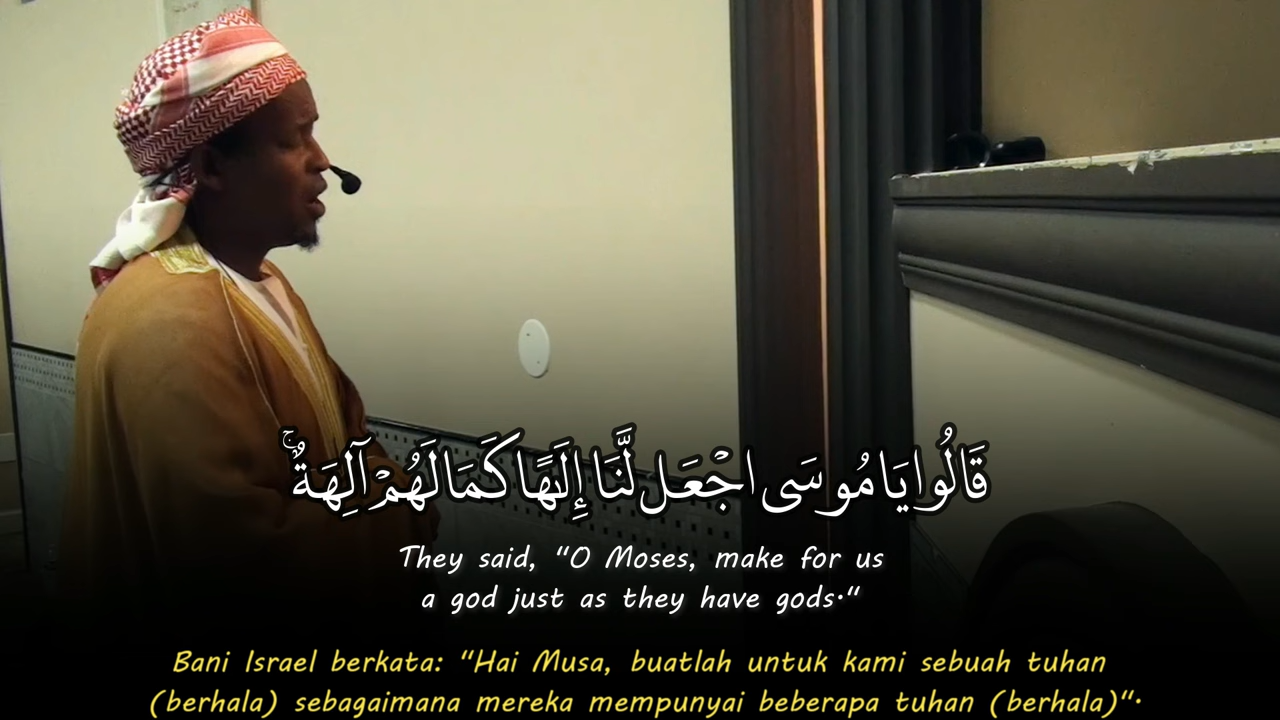 قَالُوا يَا مُوسَى اجْعَل لَّنَا إِلَٰهًا كَمَا لَهُمْ آلِهَةٌ ۚ
They said, “O Moses, make for us
a god just as they have gods.“
Bani Israel berkata: “Hai Musa, buatlah untuk kami sebuah tuhan
(berhala) sebagaimana mereka mempunyai beberapa tuhan (berhala)“.